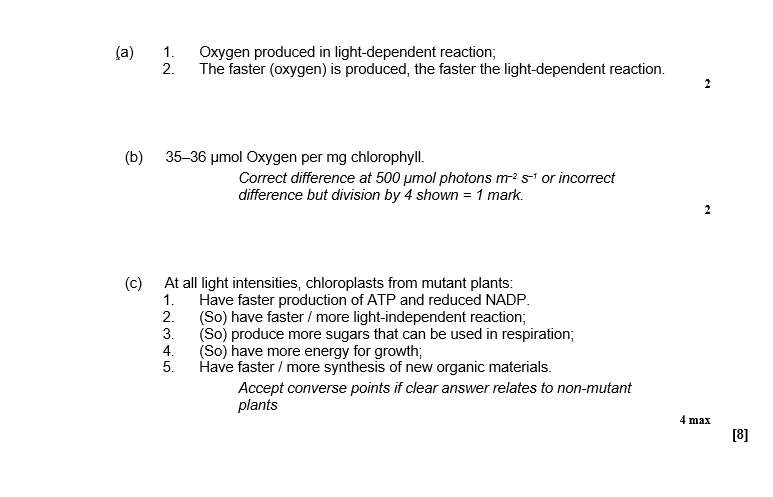 (a) 1. Oxygen produced in light-dependent reaction;
2. The faster (oxygen) is produced, the faster the light-dependent reaction.
2
(b) 35–36 µmol Oxygen per mg chlorophyll.
Correct difference at 500 µmol photons m⁻² s⁻¹ or incorrect
difference but division by 4 shown = 1 mark.
2
(c) At all light intensities, chloroplasts from mutant plants:
1. Have faster production of ATP and reduced NADP.
2. (So) have faster / more light-independent reaction;
3. (So) produce more sugars that can be used in respiration;
4. (So) have more energy for growth;
5. Have faster / more synthesis of new organic materials.
Accept converse points if clear answer relates to non-mutant
plants
4 max
[8]